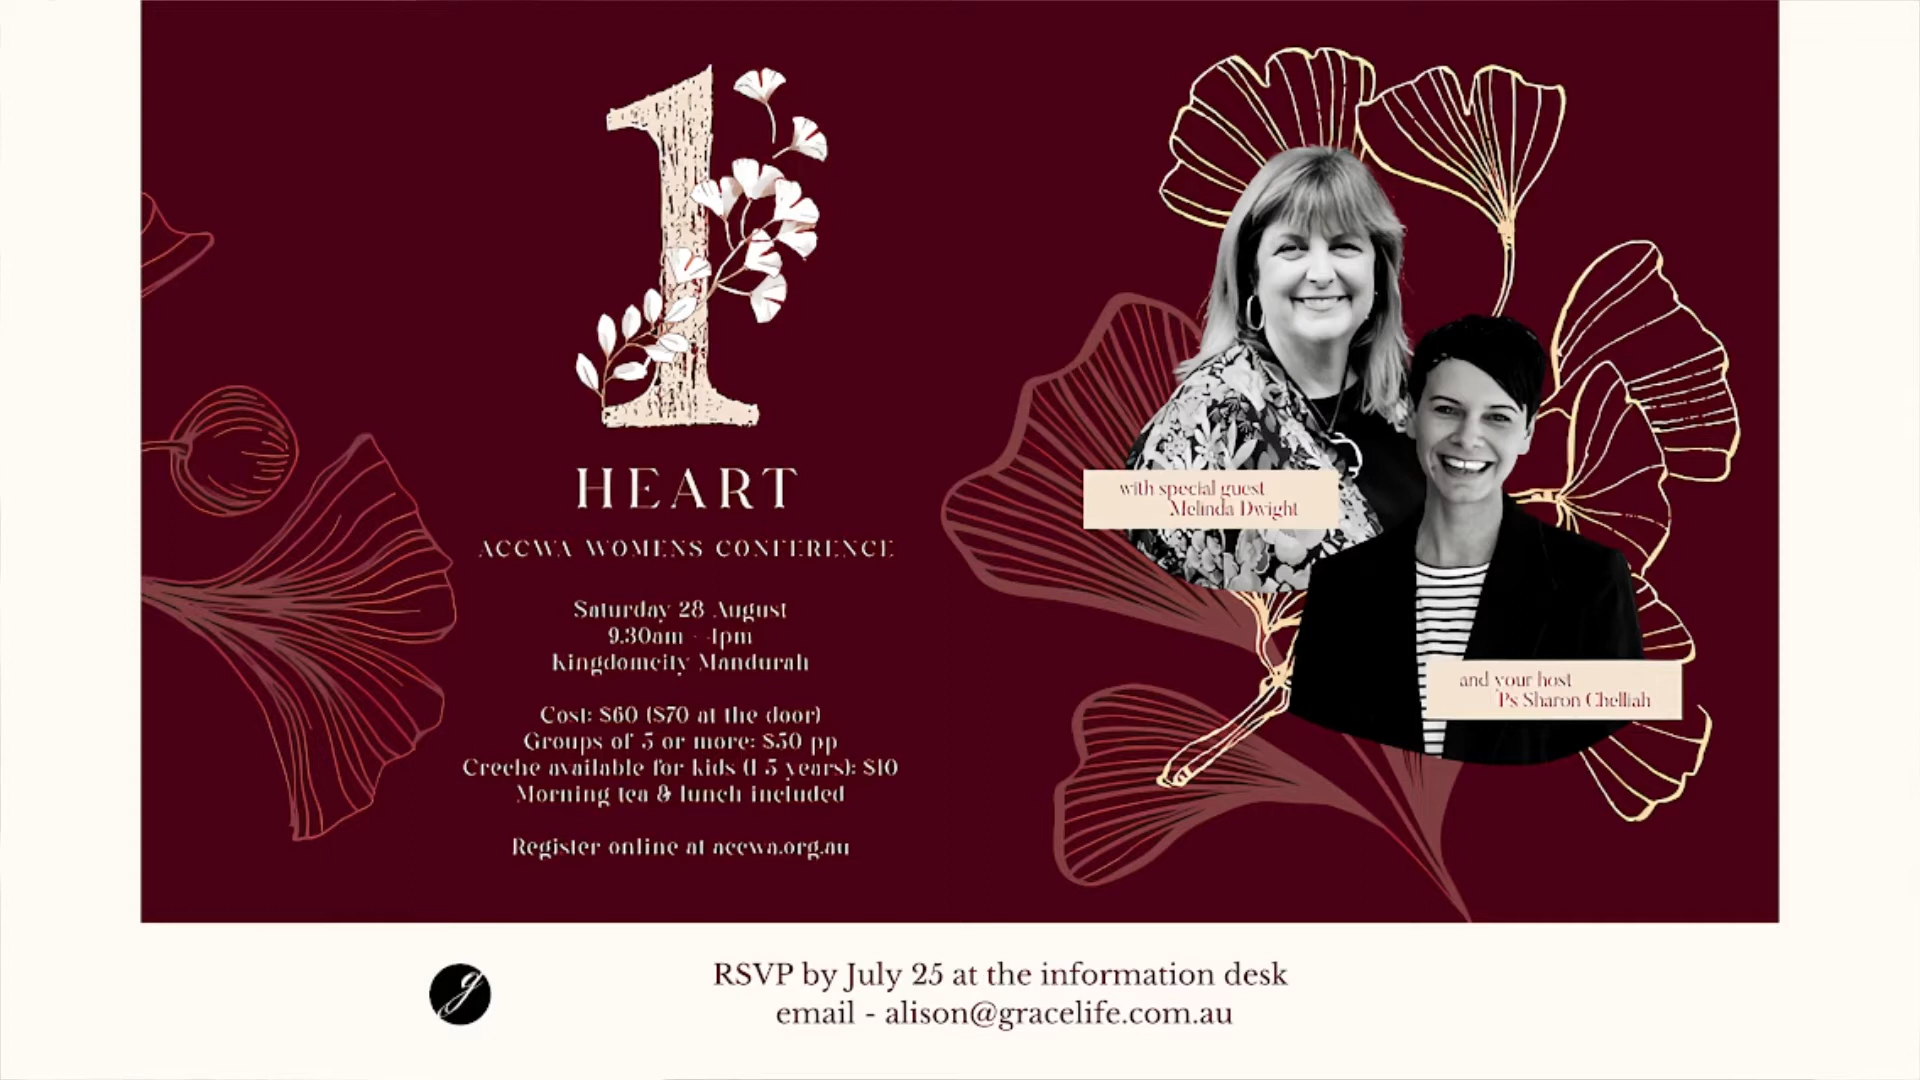 1
HEART
ACCWA WOMENS CONFERENCE
Saturday 28 August
9.30am - 4pm
Kingdomcity Mandurah
Cost: $60 ($70 at the door)
Groups of 5 or more: $50 pp
Creche available for kids (1-5 years): $10
Morning tea & lunch included
Register online at accwa.org.au
with special guest
Melinda Dwight
and your host
Ps Sharon Chelliah
g
RSVP by July 25 at the information desk
email - alison@gracelife.com.au